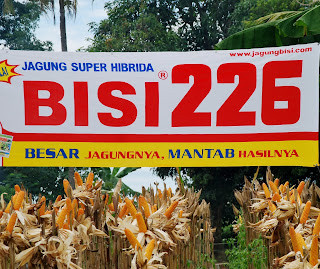 www.jagungbisi.com
JAGUNG SUPER HIBRIDA
BISI® 226
BESAR JAGUNGNYA, MANTAB HASILNYA